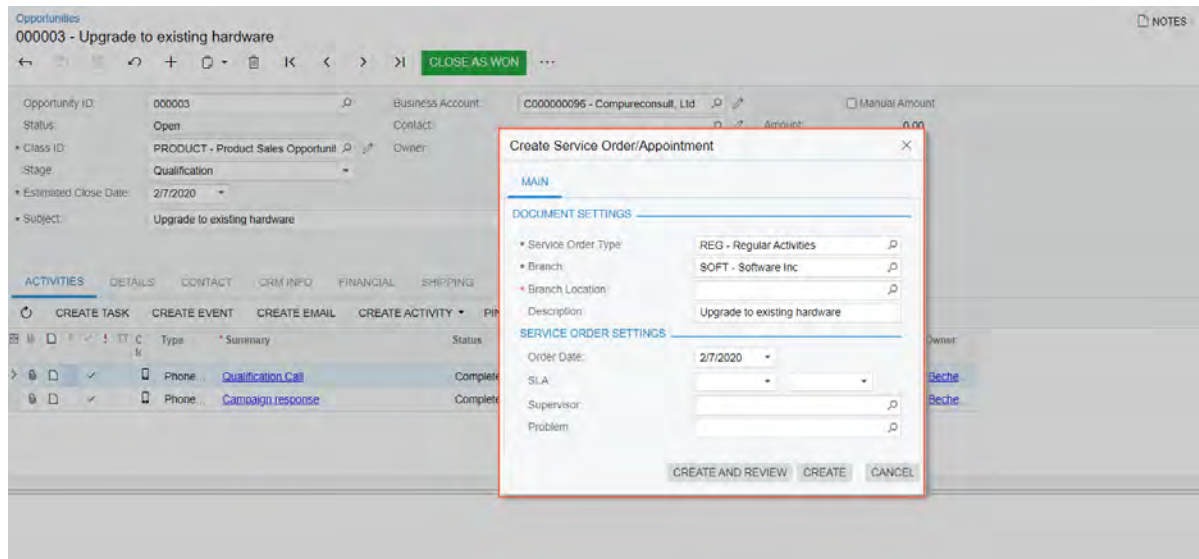 Opportunities
NOTES
000003 - Upgrade to existing hardware
CLOSE AS WON ...
Opportunity ID: 000003 Business Account: C000000096 - Compureconsult, Ltd Manual Amount
Status: Open Contact: Amount: 0.00
* Class ID: PRODUCT - Product Sales Opportunit Owner
Stage: Qualification
* Estimated Close Date: 2/7/2020
* Subject: Upgrade to existing hardware
ACTIVITIES DETAILS CONTACT CRM INFO FINANCIAL SHIPPING
CREATE TASK CREATE EVENT CREATE EMAIL CREATE ACTIVITY PIN
Type * Summary Status Owner
Phone... Qualification Call Complete Beche
Phone... Campaign response Complete Beche
Create Service Order/Appointment
MAIN
DOCUMENT SETTINGS
* Service Order Type: REG - Regular Activities
* Branch: SOFT - Software Inc
* Branch Location:
Description: Upgrade to existing hardware
SERVICE ORDER SETTINGS
Order Date: 2/7/2020
SLA:
Supervisor:
Problem:
CREATE AND REVIEW CREATE CANCEL